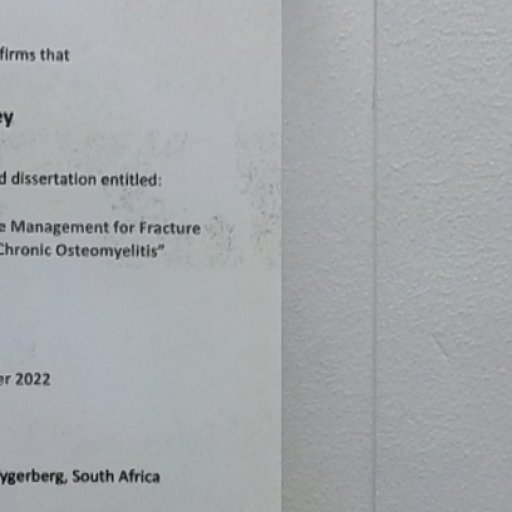 firms that
ey
d dissertation entitled:
e Management for Fracture
Chronic Osteomyelitis”
er 2022
ygerberg, South Africa